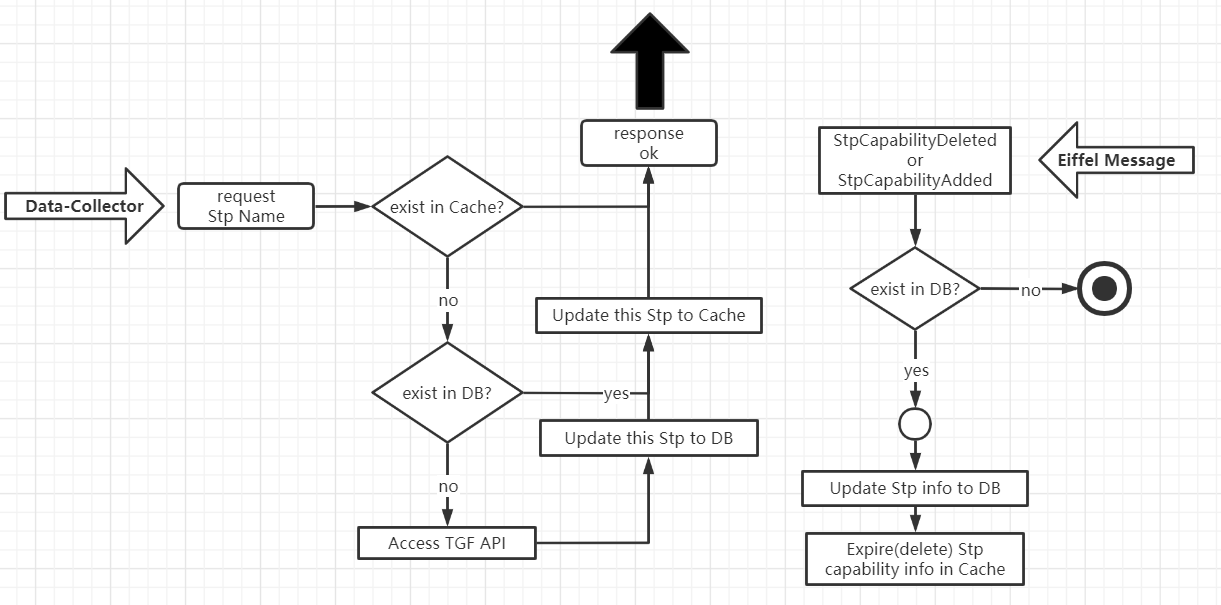 Data-Collector
request
Stp Name
exist in Cache?
no
exist in DB?
yes
no
Access TGF API
Update this Stp to DB
Update this Stp to Cache
response
ok
Eiffel Message
StpCapabilityDeleted
or
StpCapabilityAdded
exist in DB?
no
yes
Update Stp info to DB
Expire(delete) Stp
capability info in Cache